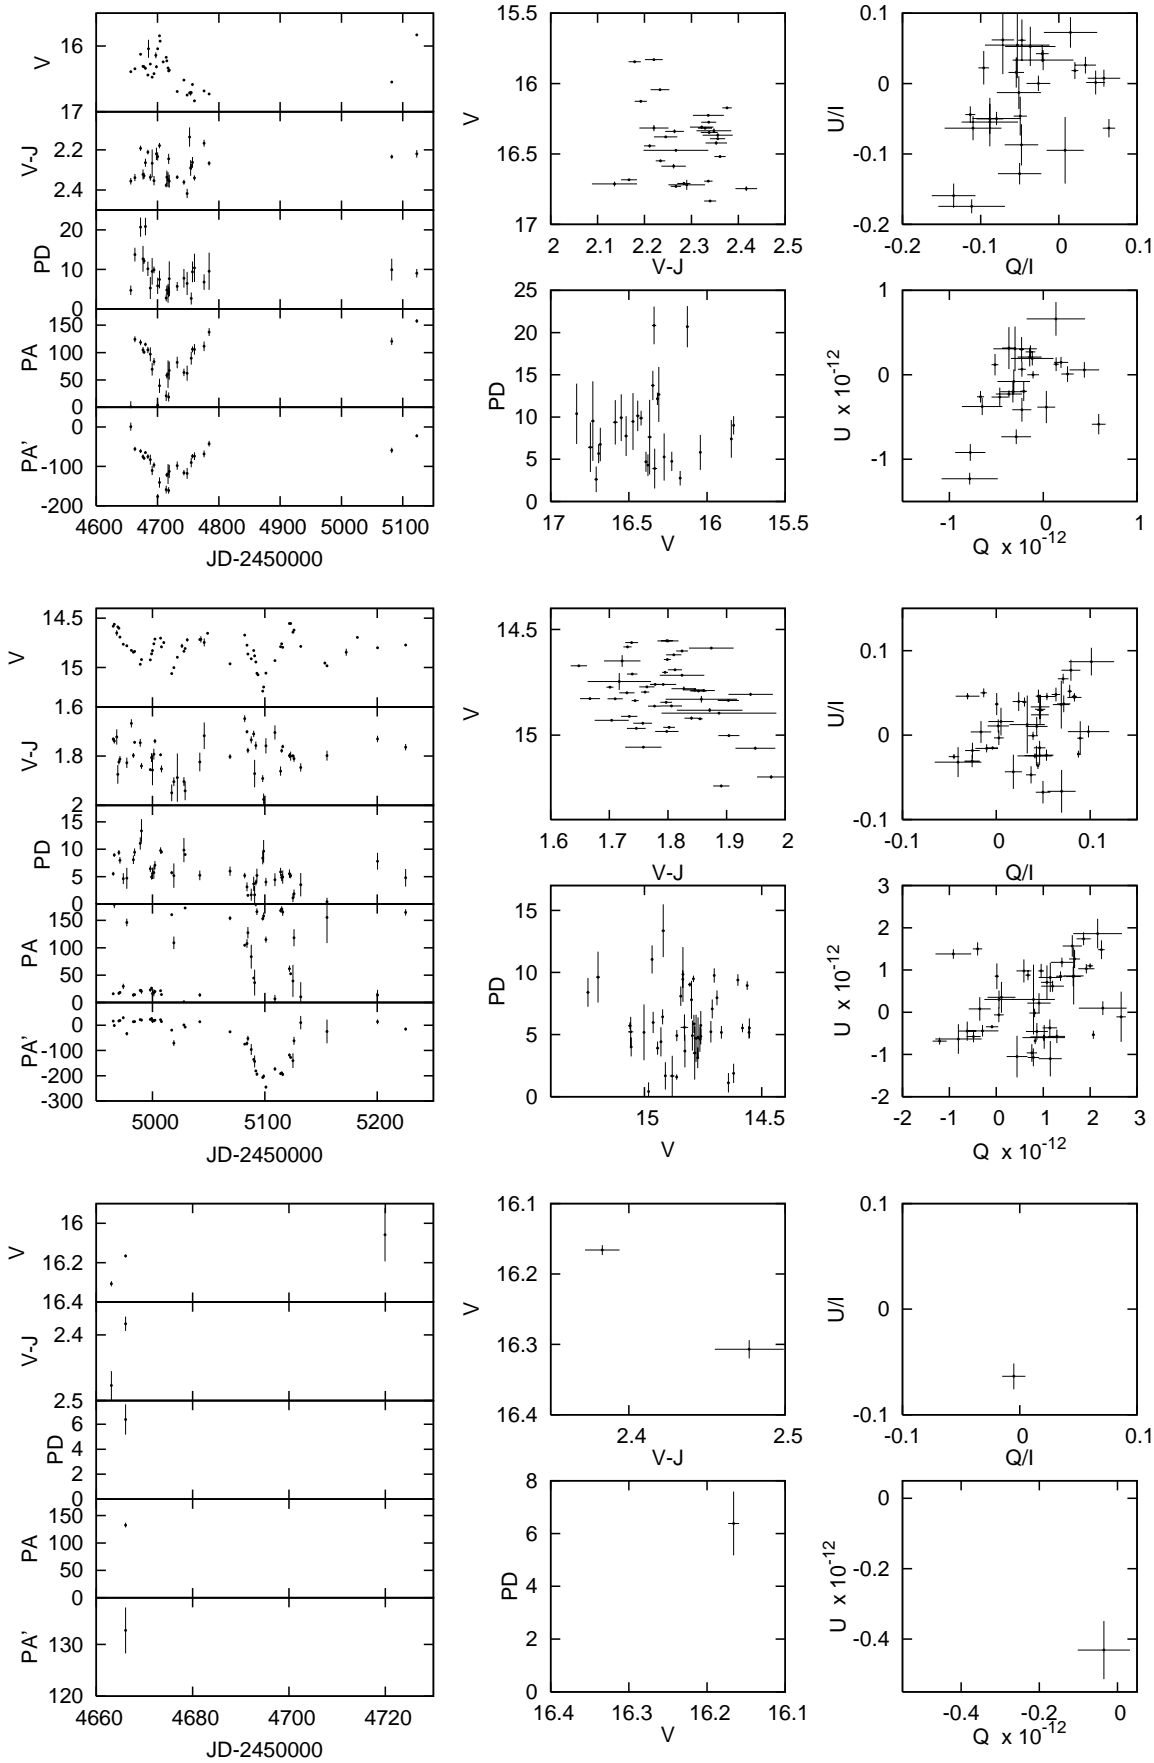 16
17
V
2.2
2.4
V-J
20
10
0
PD
150
100
50
0
PA
0
-100
-200
PA'
4600 4700 4800 4900 5000 5100
JD-2450000
15.5
16
16.5
17
V
2 2.1 2.2 2.3 2.4 2.5
V-J
0.1
0
-0.1
-0.2
U/I
-0.2 -0.1 0 0.1
Q/I
25
20
15
10
5
0
PD
17 16.5 16 15.5
V
1
0
-1
U x 10-12
-1 0 1
Q x 10-12
14.5
15
V
1.6
1.8
2
V-J
15
10
5
0
PD
150
100
50
0
PA
0
-100
-200
-300
PA'
5000 5100 5200
JD-2450000
14.5
15
V
1.6 1.7 1.8 1.9 2
V-J
0.1
0
-0.1
U/I
-0.1 0 0.1
Q/I
15
10
5
0
PD
15 14.5
V
3
2
1
0
-1
-2
U x 10-12
-2 -1 0 1 2 3
Q x 10-12
16
16.2
16.4
V
2.4
2.5
V-J
6
4
2
0
PD
150
100
50
0
PA
130
120
PA'
4660 4680 4700 4720
JD-2450000
16.1
16.2
16.3
16.4
V
2.4 2.5
V-J
0.1
0
-0.1
U/I
-0.1 0 0.1
Q/I
8
6
4
2
0
PD
16.4 16.3 16.2 16.1
V
0
-0.2
-0.4
U x 10-12
-0.4 -0.2 0
Q x 10-12